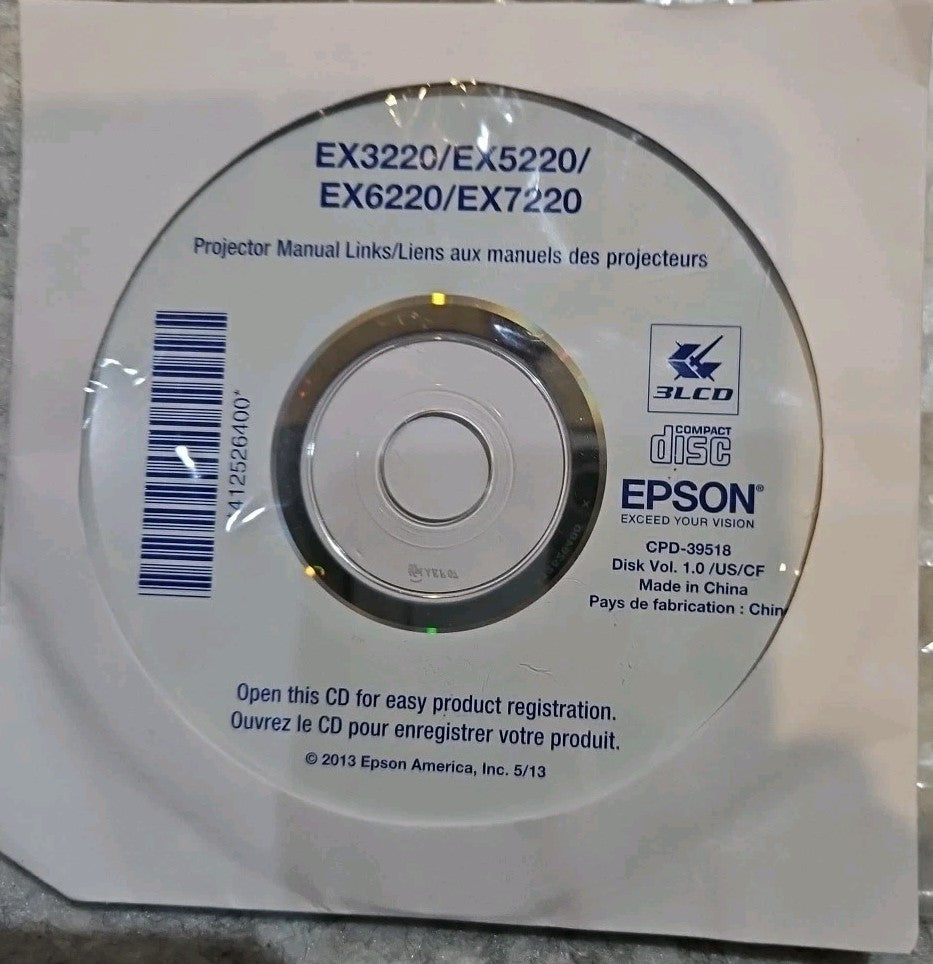 EX3220/EX5220/
EX6220/EX7220
Projector Manual Links/Liens aux manuels des projecteurs
*412526400*
3LCD
COMPACT
disc
EPSON®
EXCEED YOUR VISION
CPD-39518
Disk Vol. 1.0 /US/CF
Made in China
Pays de fabrication : Chin
Open this CD for easy product registration.
Ouvrez le CD pour enregistrer votre produit.
© 2013 Epson America, Inc. 5/13